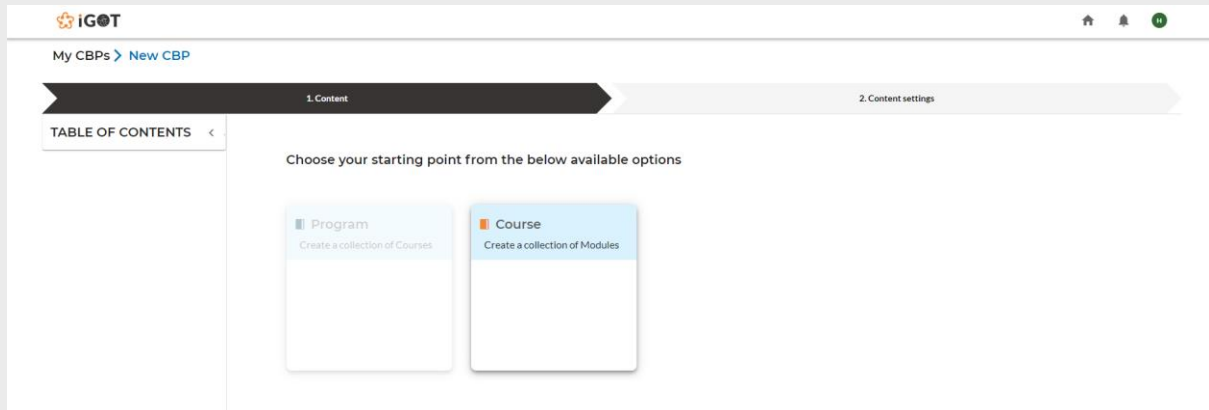 iGOT
H
My CBPs > New CBP
1. Content
2. Content settings
TABLE OF CONTENTS <
Choose your starting point from the below available options
Program
Create a collection of Courses
Course
Create a collection of Modules